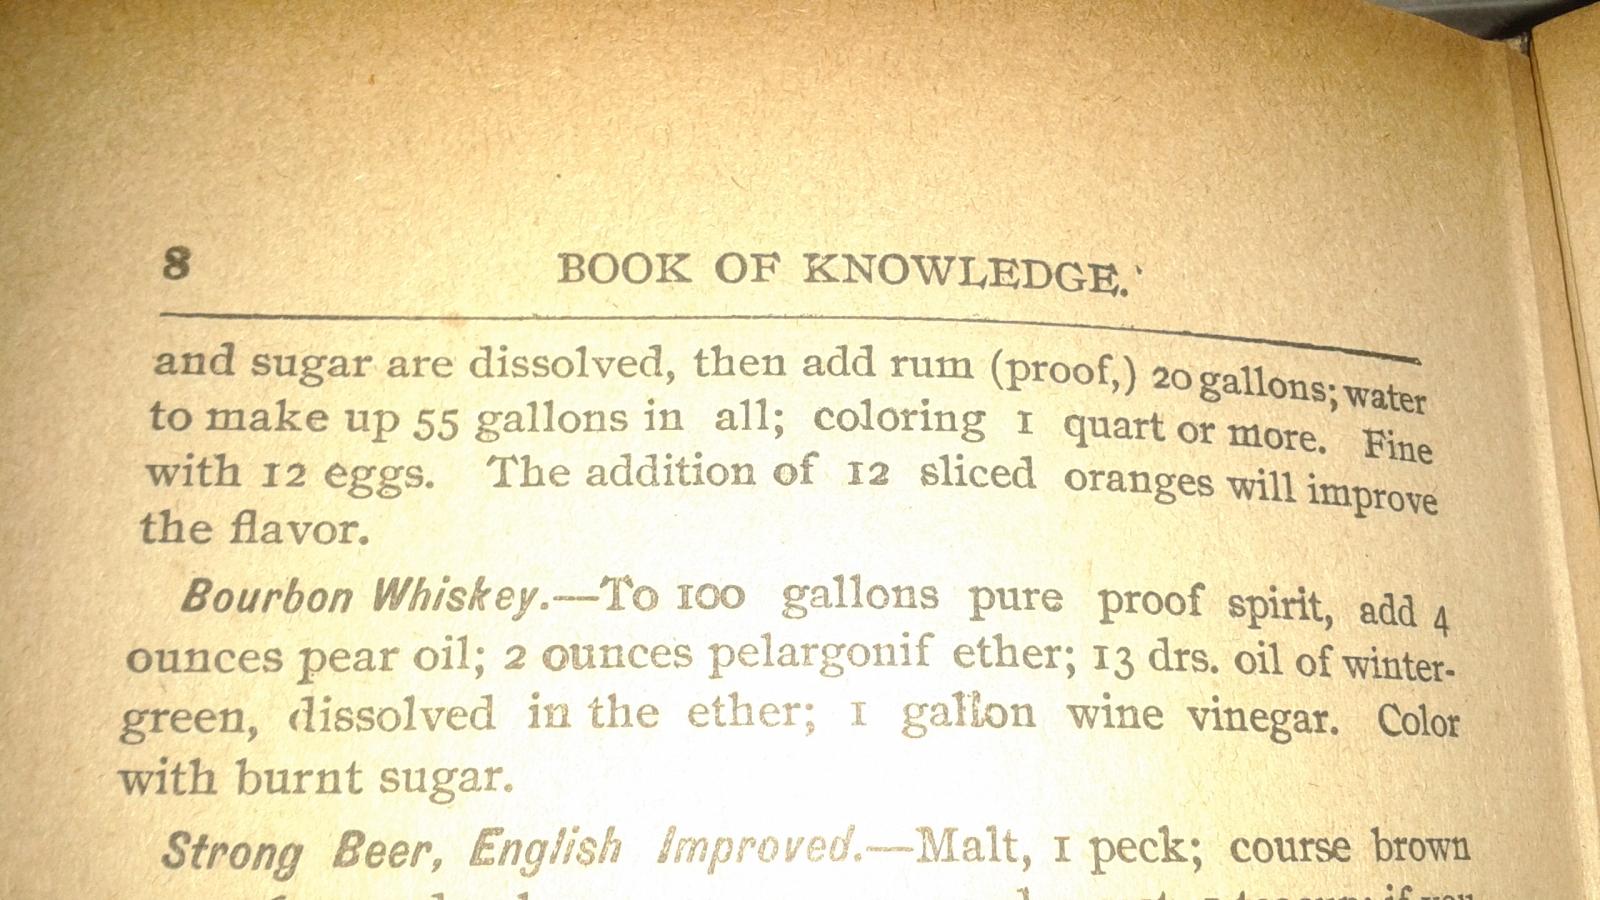 8 BOOK OF KNOWLEDGE.
and sugar are dissolved, then add rum (proof,) 20 gallons; water
to make up 55 gallons in all; coloring 1 quart or more. Fine
with 12 eggs. The addition of 12 sliced oranges will improve
the flavor.
Bourbon Whiskey.—To 100 gallons pure proof spirit, add 4
ounces pear oil; 2 ounces pelargonif ether; 13 drs. oil of winter-
green, dissolved in the ether; 1 gallon wine vinegar. Color
with burnt sugar.
Strong Beer, English Improved.—Malt, 1 peck; course brown
if you